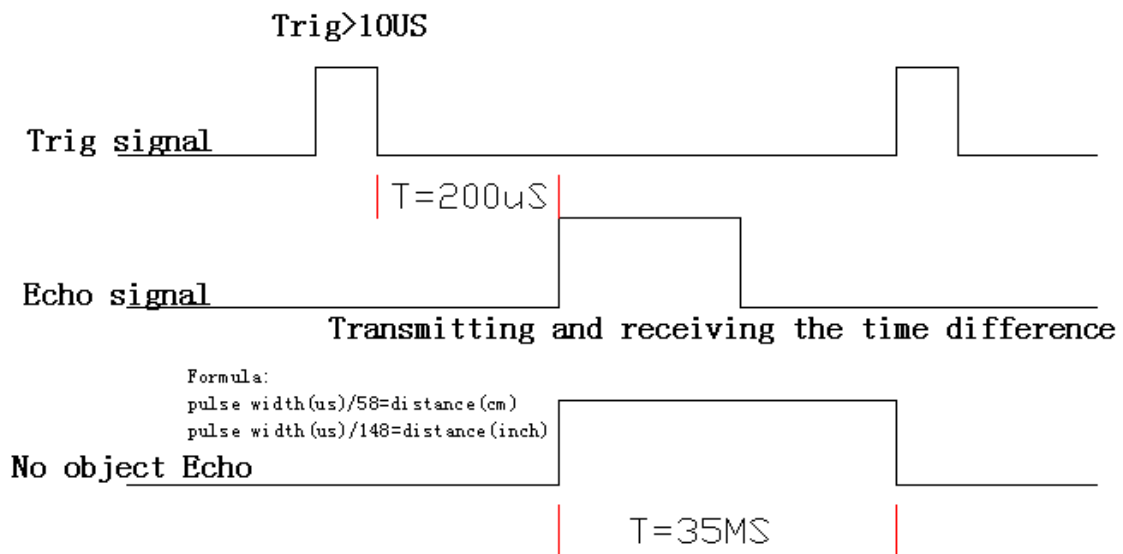 Trig>10US
Trig signal
T=200uS
Echo signal
Transmitting and receiving the time difference
Formula:
pulse width(us)/58=distance(cm)
pulse width(us)/148=distance(inch)
No object Echo
T=35MS